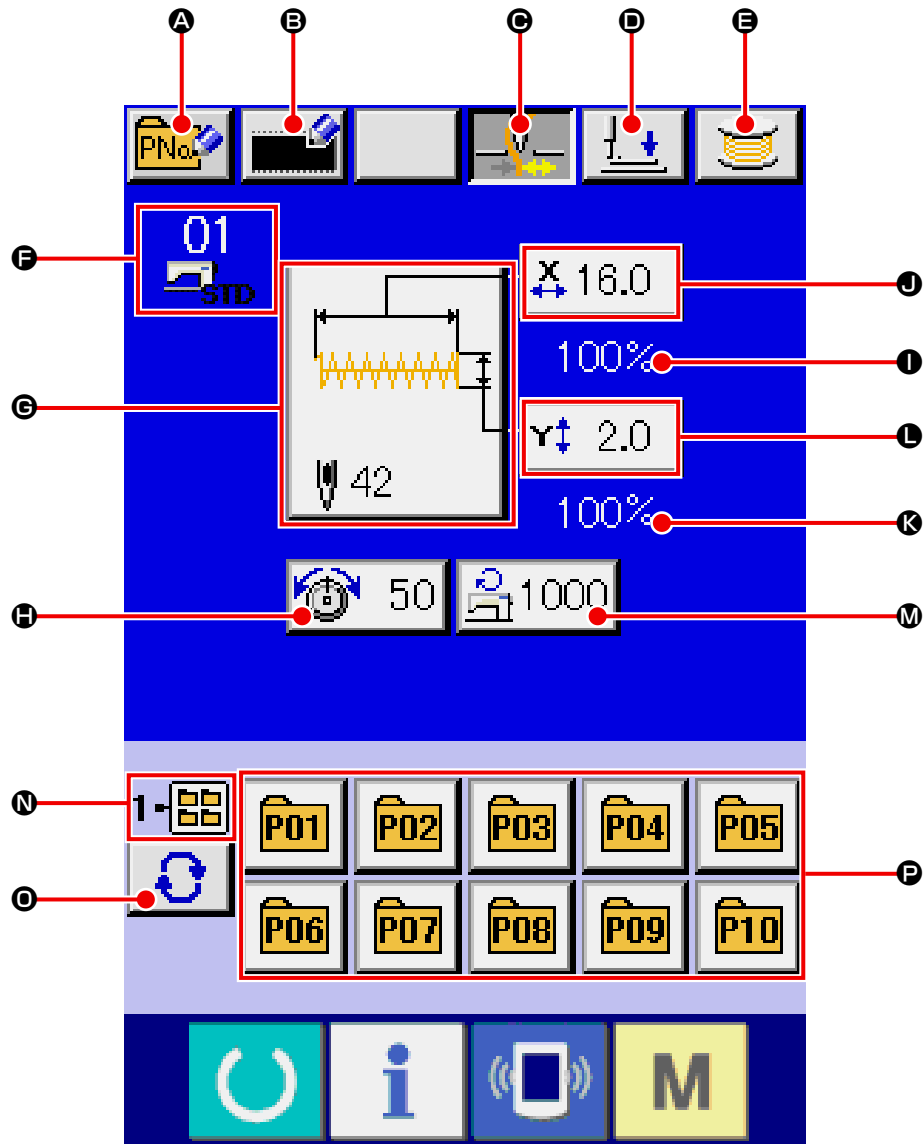 A B C D E
PNo.
F 01 X 16.0 J
STD
100% I
G Y 2.0 L
42
100% K
H 50 1000 M
N 1- P01 P02 P03 P04 P05
P
O P06 P07 P08 P09 P10
i M